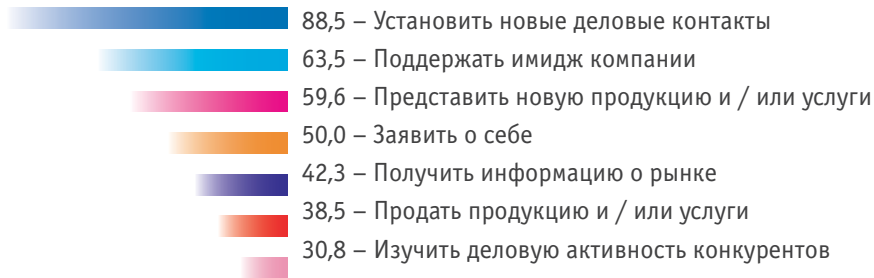 88,5 – Установить новые деловые контакты
63,5 – Поддержать имидж компании
59,6 – Представить новую продукцию и / или услуги
50,0 – Заявить о себе
42,3 – Получить информацию о рынке
38,5 – Продать продукцию и / или услуги
30,8 – Изучить деловую активность конкурентов